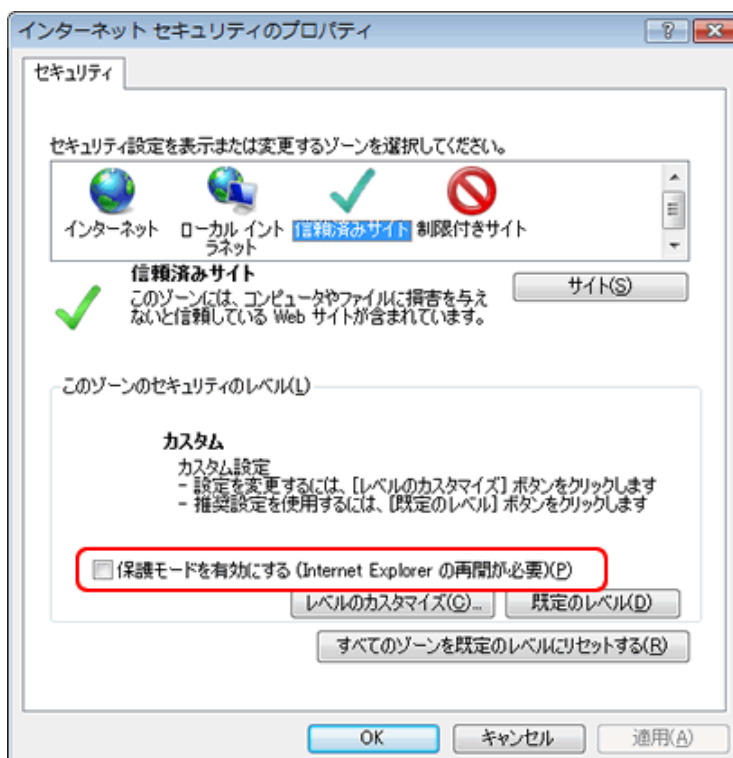 インターネット セキュリティのプロパティ
セキュリティ
セキュリティ設定を表示または変更するゾーンを選択してください。
インターネット
ローカル イント
ラネット
信頼済みサイト
制限付きサイト
信頼済みサイト
このゾーンには、コンピュータやファイルに損害を与え
ないと信頼している Web サイトが含まれています。
サイト(S)
このゾーンのセキュリティのレベル(L)
カスタム
カスタム設定
- 設定を変更するには、[レベルのカスタマイズ] ボタンをクリックします
- 推奨設定を使用するには、[既定のレベル] ボタンをクリックします
保護モードを有効にする (Internet Explorer の再開が必要)(P)
レベルのカスタマイズ(C)...
既定のレベル(D)
すべてのゾーンを既定のレベルにリセットする(R)
OK
キャンセル
適用(A)